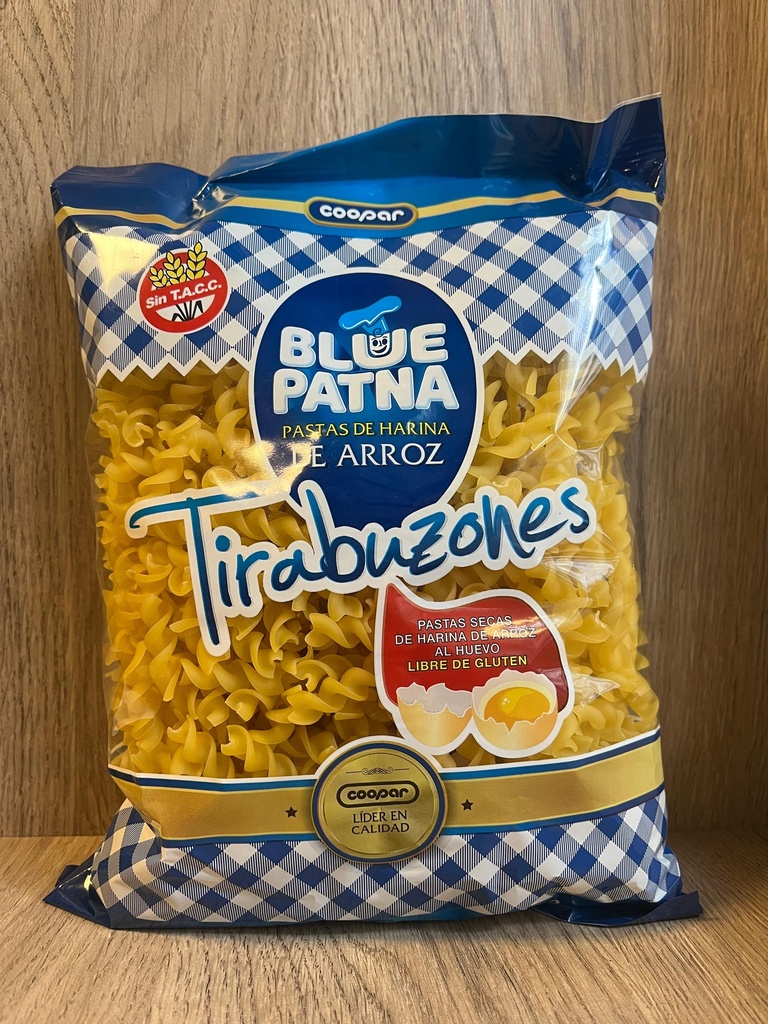 coopar
Sin T.A.C.C.
BLUE
PATNA
PASTAS DE HARINA
DE ARROZ
Tirabuzones
PASTAS SECAS
DE HARINA DE ARROZ
AL HUEVO
LIBRE DE GLUTEN
coopar
LÍDER EN
CALIDAD